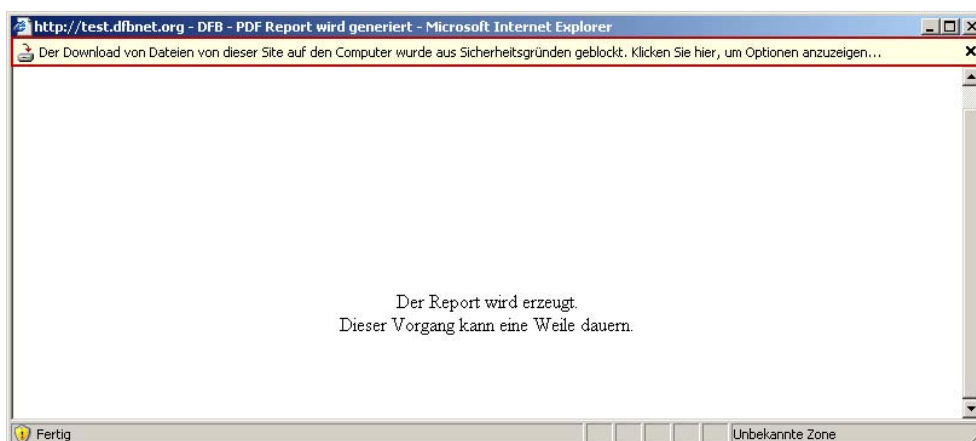 http://test.dfbnet.org - DFB - PDF Report wird generiert - Microsoft Internet Explorer
Der Download von Dateien von dieser Site auf den Computer wurde aus Sicherheitsgründen geblockt. Klicken Sie hier, um Optionen anzuzeigen...
Der Report wird erzeugt.
Dieser Vorgang kann eine Weile dauern.
Fertig Unbekannte Zone